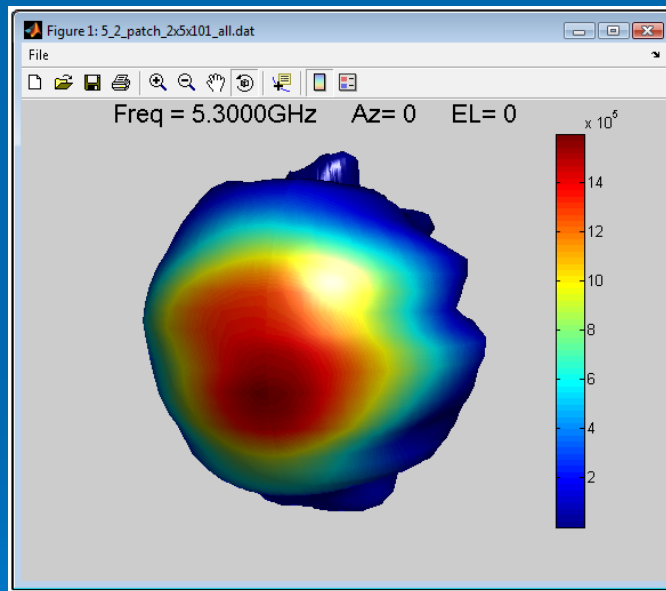 Figure 1: 5_2_patch_2x5x101_all.dat
File
Freq = 5.3000GHz Az= 0 EL= 0
x 10^5
14
12
10
8
6
4
2